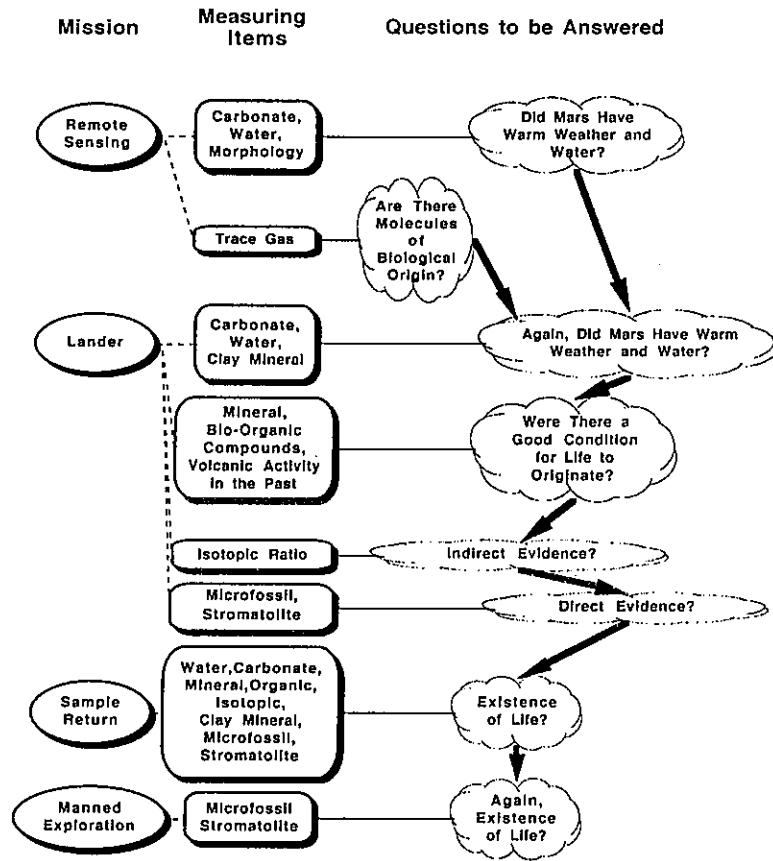 Mission
Measuring
Items
Questions to be Answered
Remote
Sensing
Carbonate,
Water,
Morphology
Did Mars Have
Warm Weather and
Water?
Trace Gas
Are There
Molecules
of
Biological
Origin?
Lander
Carbonate,
Water,
Clay Mineral
Again, Did Mars Have Warm
Weather and Water?
Mineral,
Bio-Organic
Compounds,
Volcanic Activity
in the Past
Were There a
Good Condition
for Life to
Originate?
Isotopic Ratio
Indirect Evidence?
Microfossil,
Stromatolite
Direct Evidence?
Sample
Return
Water,Carbonate,
Mineral,Organic,
Isotopic,
Clay Mineral,
Microfossil,
Stromatolite
Existence
of Life?
Manned
Exploration
Microfossil
Stromatolite
Again,
Existence
of Life?